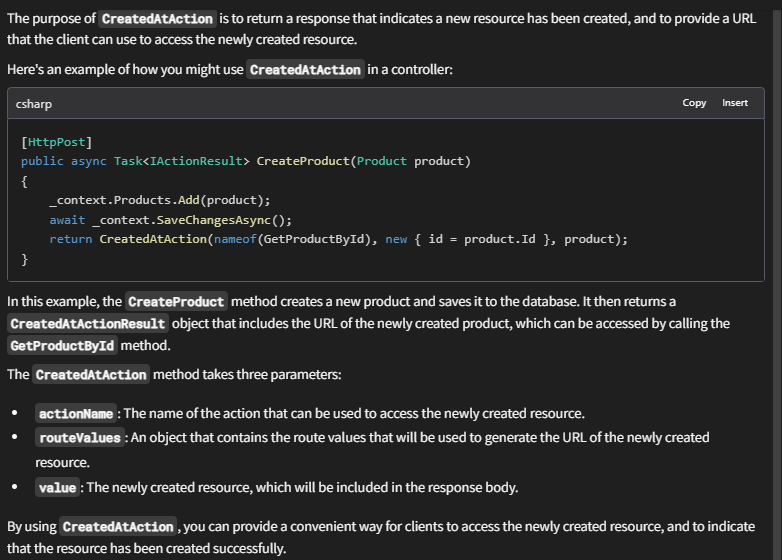 The purpose of CreatedAtAction is to return a response that indicates a new resource has been created, and to provide a URL
that the client can use to access the newly created resource.
Here's an example of how you might use CreatedAtAction in a controller:
csharp Copy Insert
[HttpPost]
public async Task<IActionResult> CreateProduct(Product product)
{
    _context.Products.Add(product);
    await _context.SaveChangesAsync();
    return CreatedAtAction(nameof(GetProductById), new { id = product.Id }, product);
}
In this example, the CreateProduct method creates a new product and saves it to the database. It then returns a
CreatedAtActionResult object that includes the URL of the newly created product, which can be accessed by calling the
GetProductById method.
The CreatedAtAction method takes three parameters:
• actionName : The name of the action that can be used to access the newly created resource.
• routeValues : An object that contains the route values that will be used to generate the URL of the newly created
resource.
• value : The newly created resource, which will be included in the response body.
By using CreatedAtAction , you can provide a convenient way for clients to access the newly created resource, and to indicate
that the resource has been created successfully.